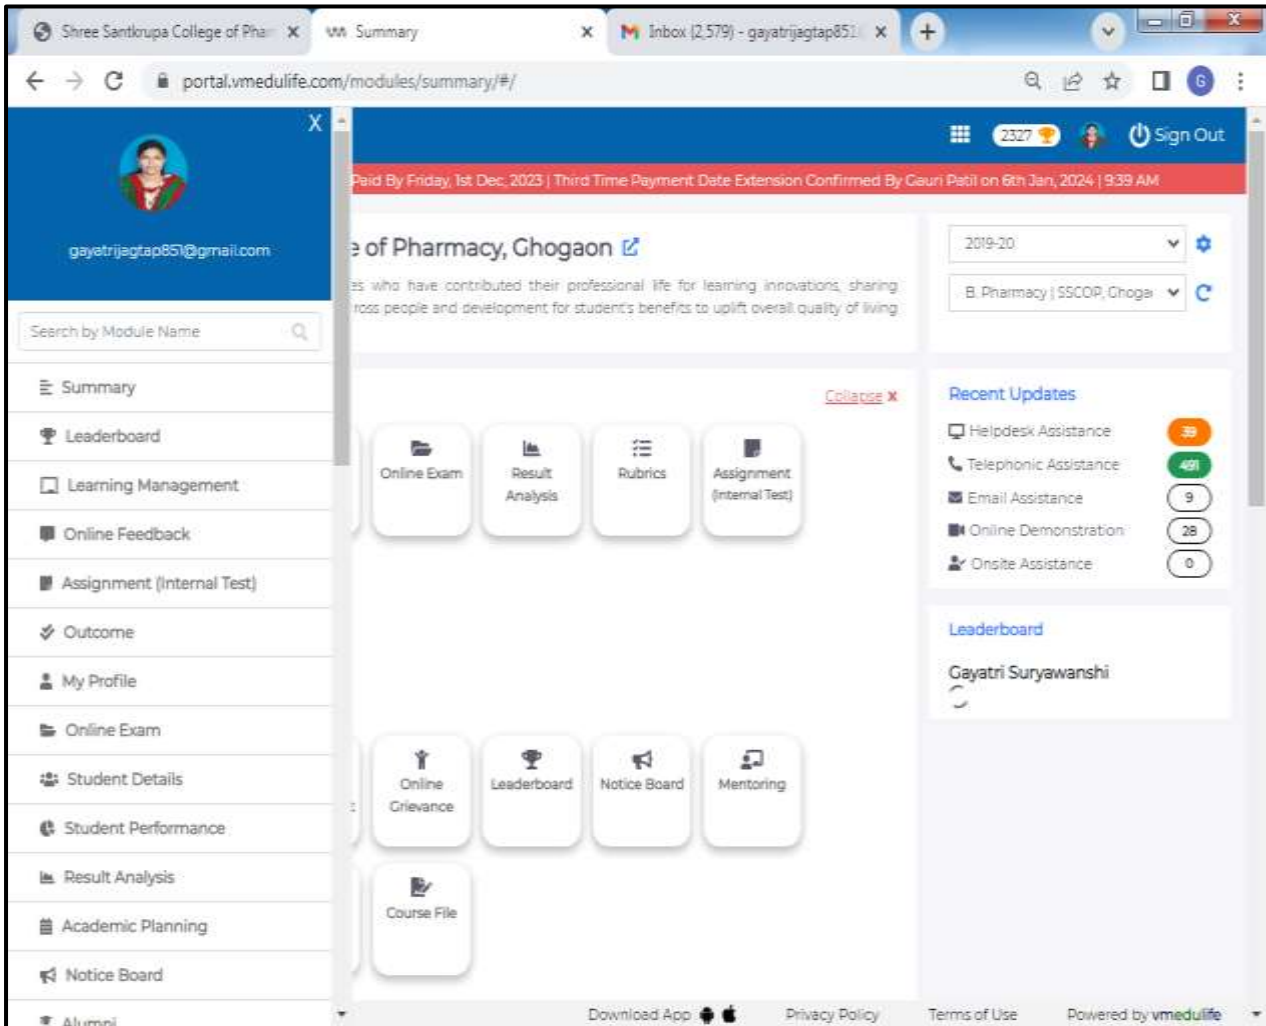 Shree Santkrupa College of Phar
Summary
Inbox (2,579) - gayatrijagtap851
portal.vmedulife.com/modules/summary/#/
G
X
2327
Sign Out
Paid By Friday, 1st Dec, 2023 | Third Time Payment Date Extension Confirmed By Gauri Patil on 6th Jan, 2024 | 9:39 AM
gayatrijagtap851@gmail.com
e of Pharmacy, Ghogaon
es who have contributed their professional life for learning innovations, sharing
ross people and development for student's benefits to uplift overall quality of living
2019-20
B. Pharmacy | SSCOP, Ghoga
Search by Module Name
Summary
Leaderboard
Learning Management
Online Feedback
Assignment (Internal Test)
Outcome
My Profile
Online Exam
Student Details
Student Performance
Result Analysis
Academic Planning
Notice Board
Alumni
Collapse X
Online Exam
Result
Analysis
Rubrics
Assignment
(Internal Test)
Online
Grievance
Leaderboard
Notice Board
Mentoring
Course File
Recent Updates
Helpdesk Assistance 39
Telephonic Assistance 491
Email Assistance 9
Online Demonstration 28
Onsite Assistance 0
Leaderboard
Gayatri Suryawanshi
Download App
Privacy Policy
Terms of Use
Powered by vmedulife